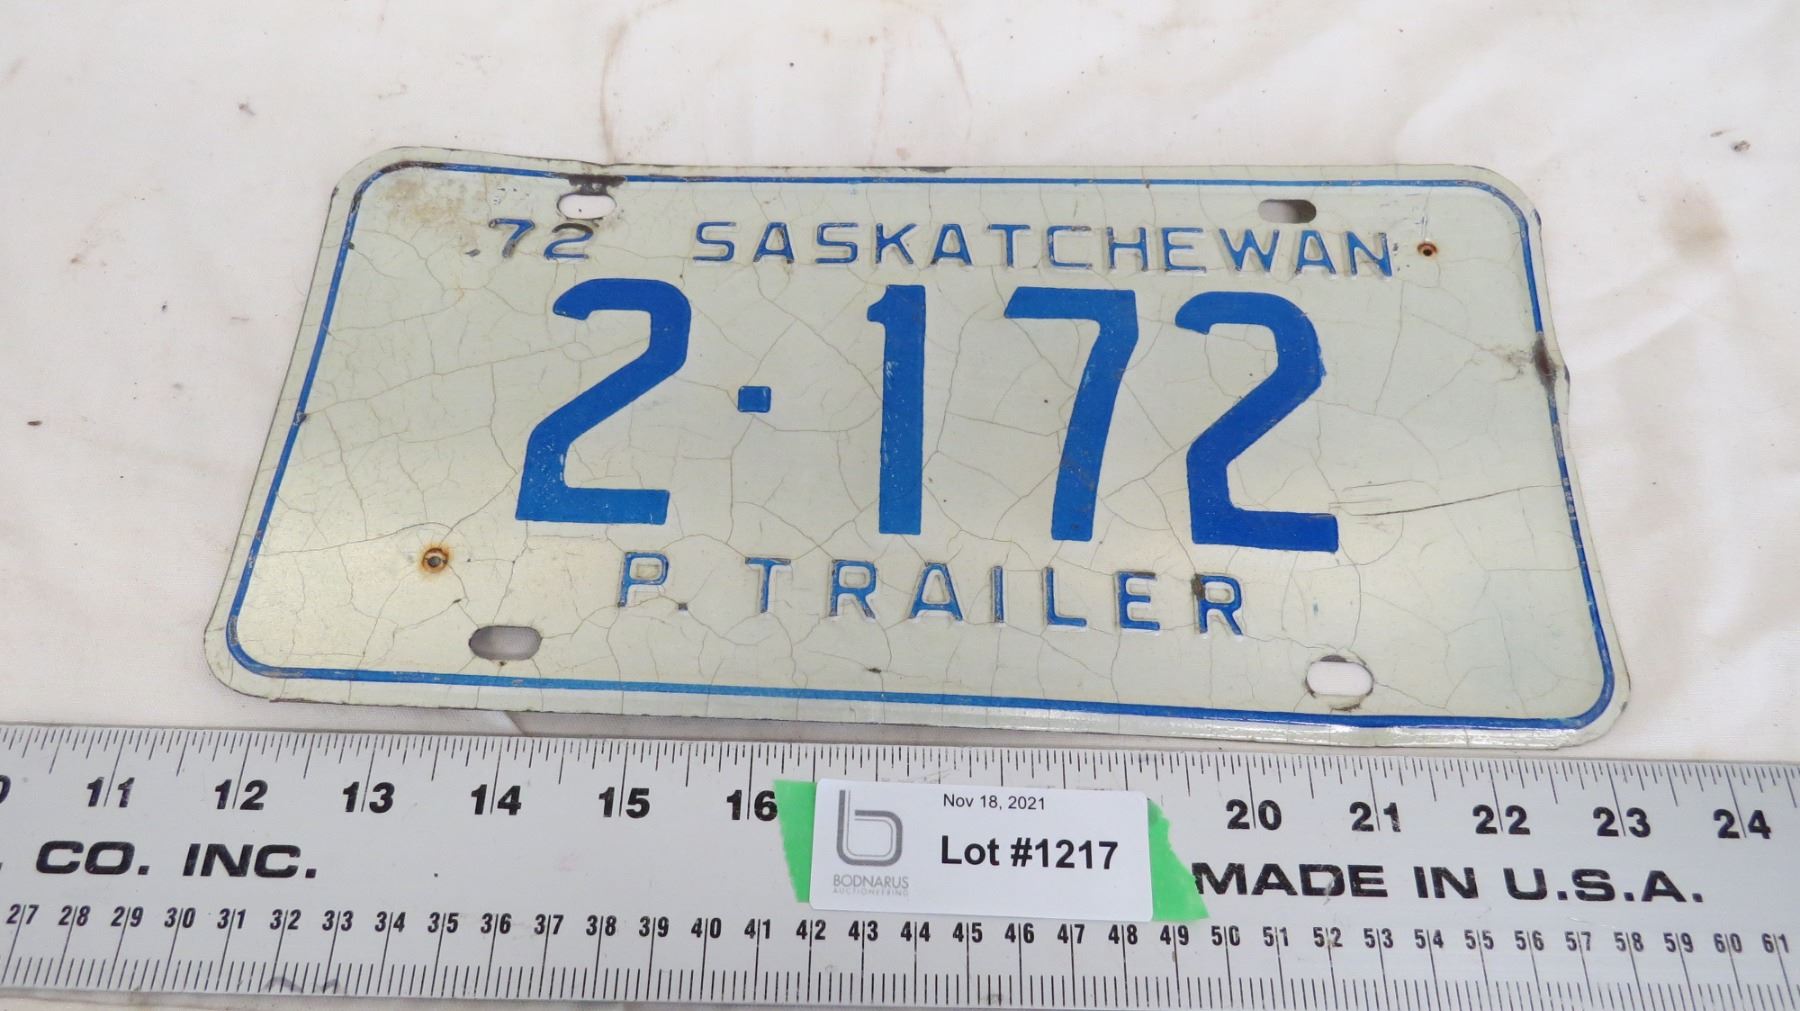 72 SASKATCHEWAN
2·172
P. TRAILER
11 12 13 14 15 16 20 21 22 23 24
Nov 18, 2021
Lot #1217
BODNARUS
AUCTIONEERING
. CO. INC. MADE IN U.S.A.
27 28 29 30 31 32 33 34 35 36 37 38 39 40 41 42 43 44 45 46 47 48 49 50 51 52 53 54 55 56 57 58 59 60 61